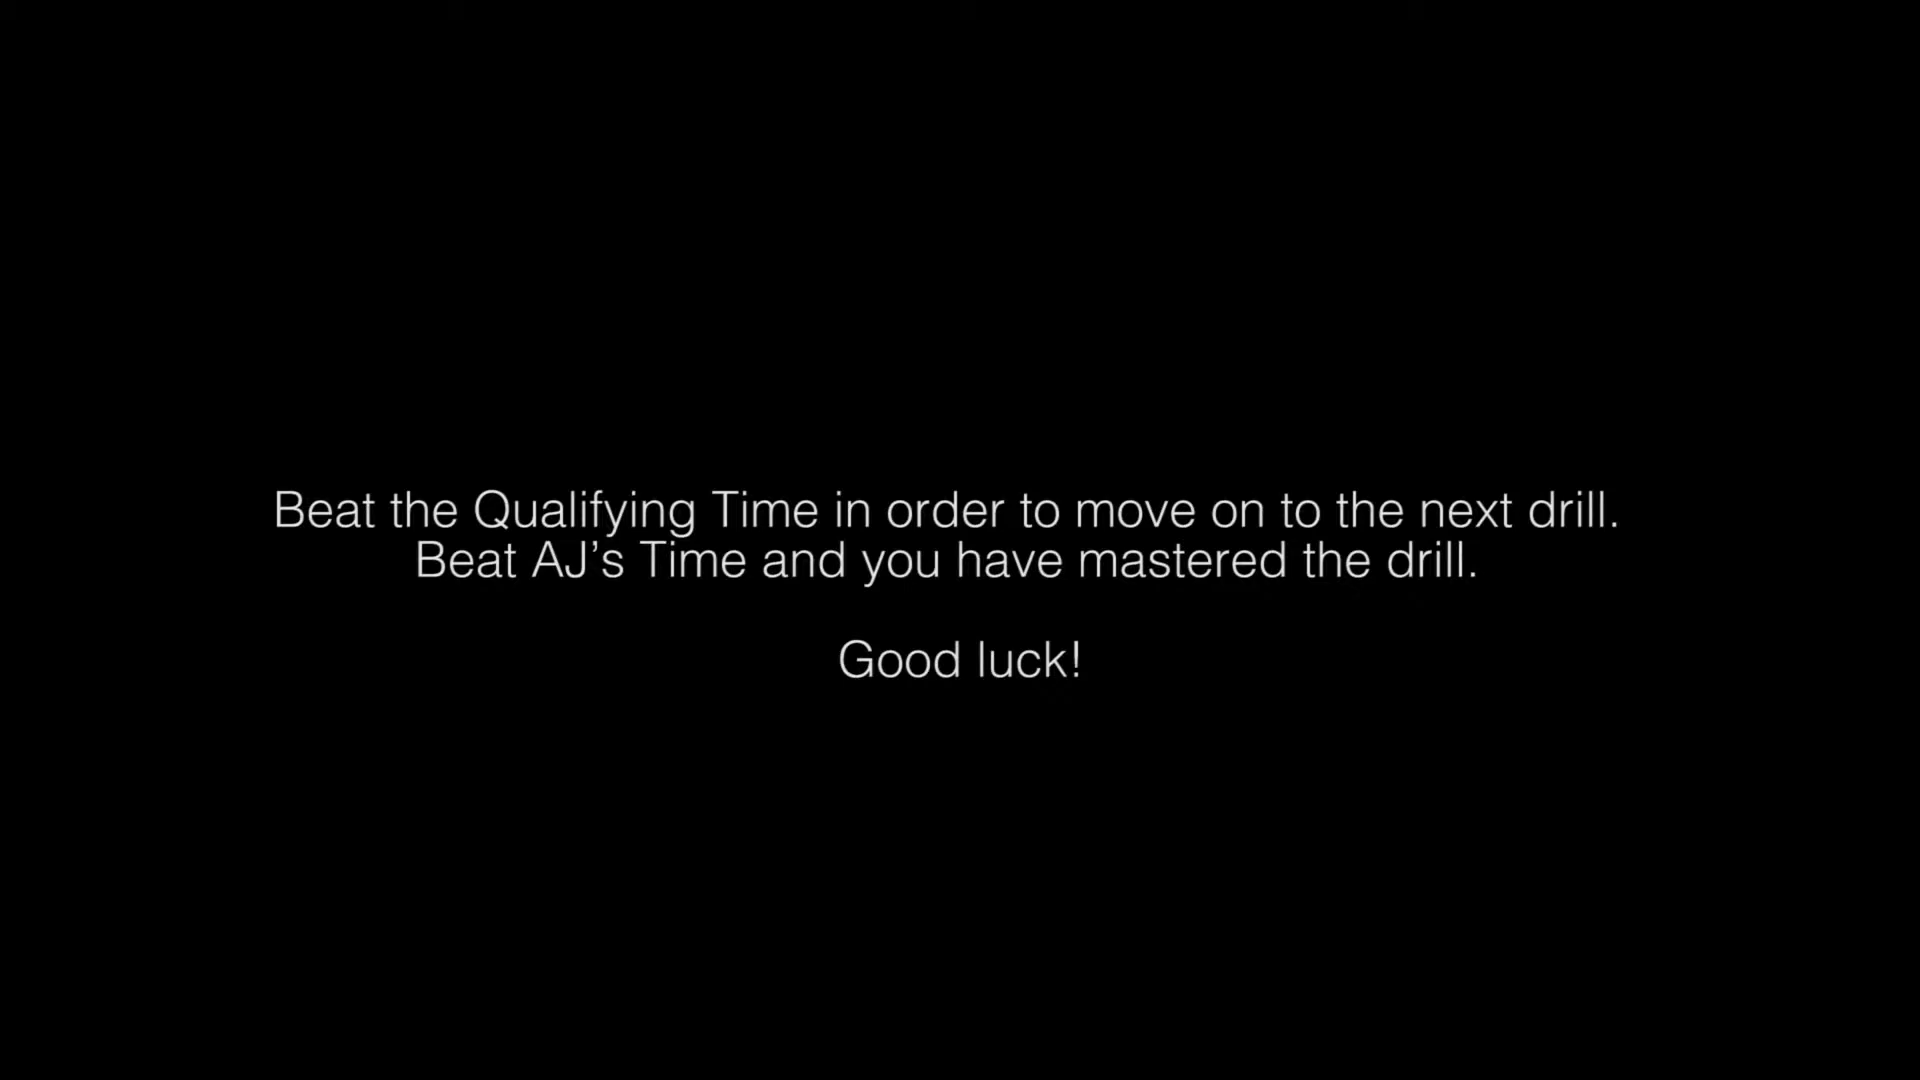 Beat the Qualifying Time in order to move on to the next drill.
Beat AJ’s Time and you have mastered the drill.
Good luck!